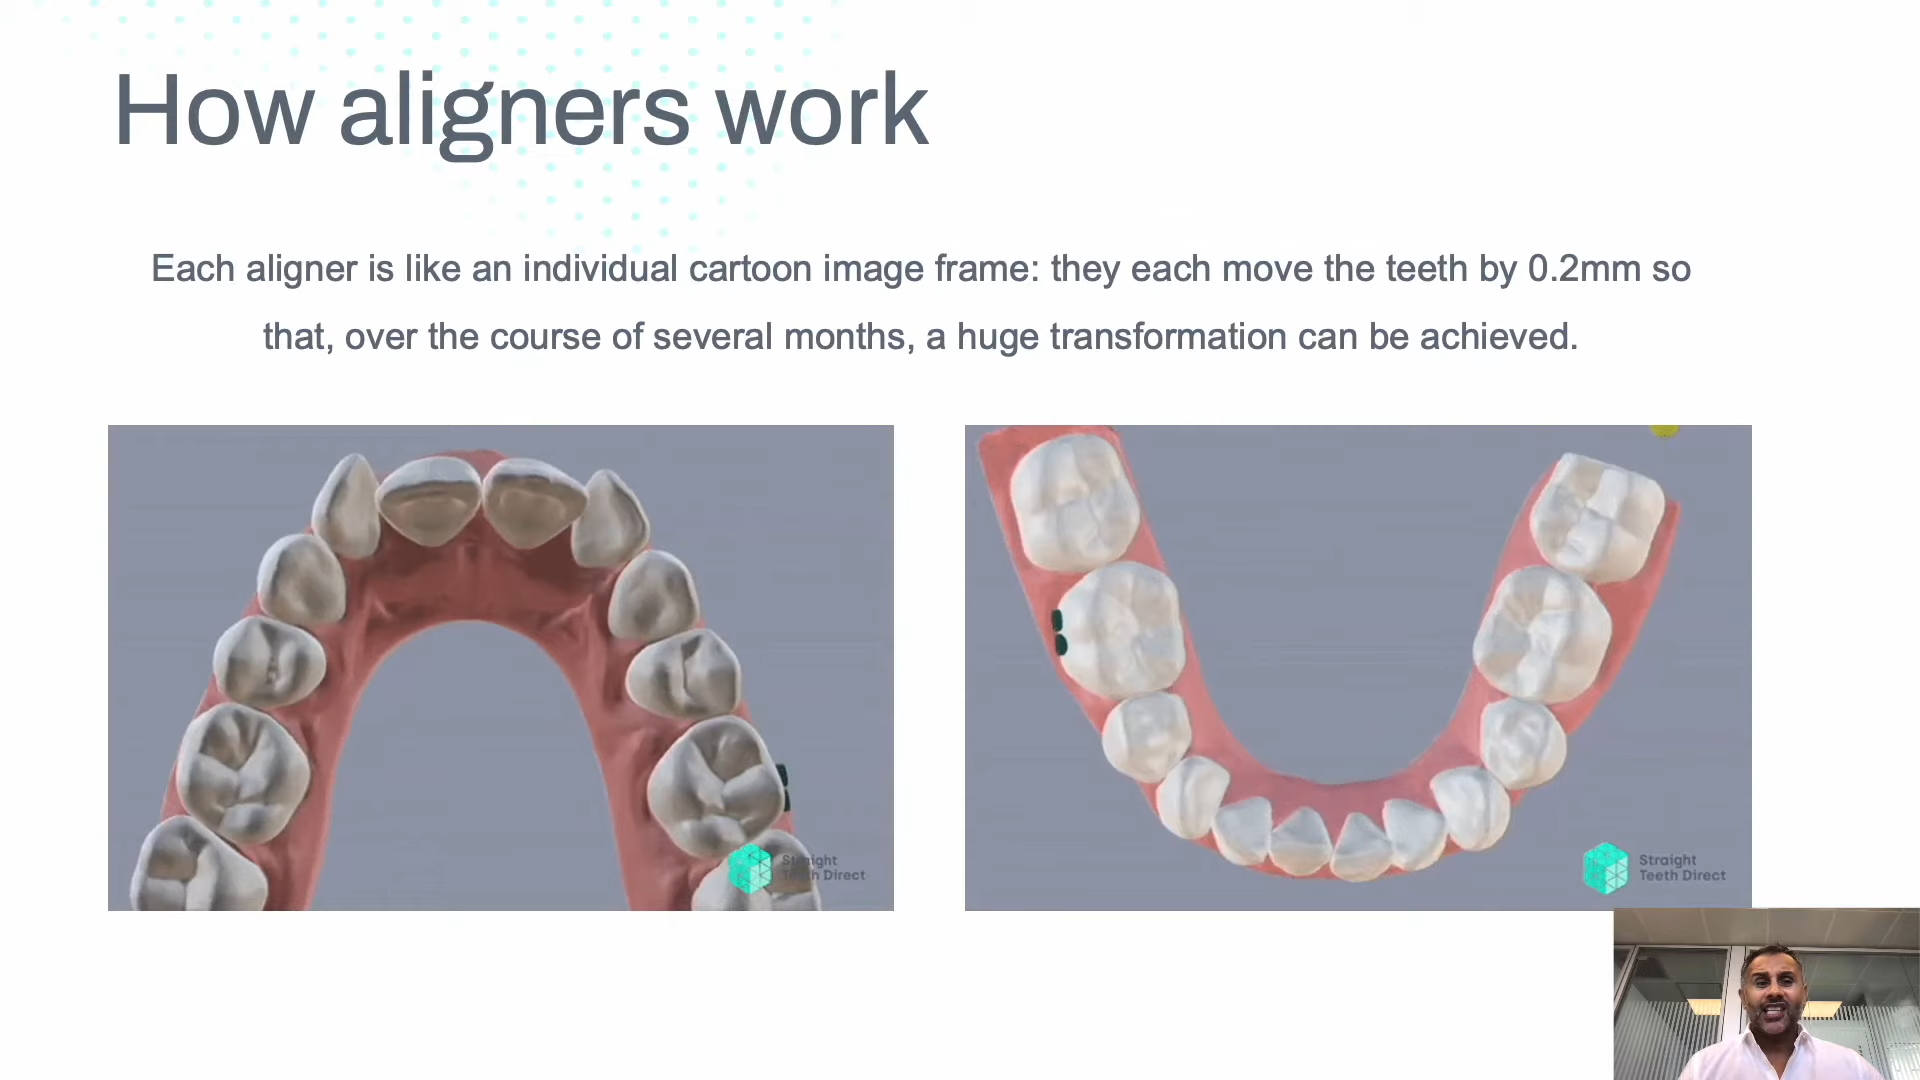 How aligners work
Each aligner is like an individual cartoon image frame: they each move the teeth by 0.2mm so
that, over the course of several months, a huge transformation can be achieved.
Straight
Teeth Direct
Straight
Teeth Direct